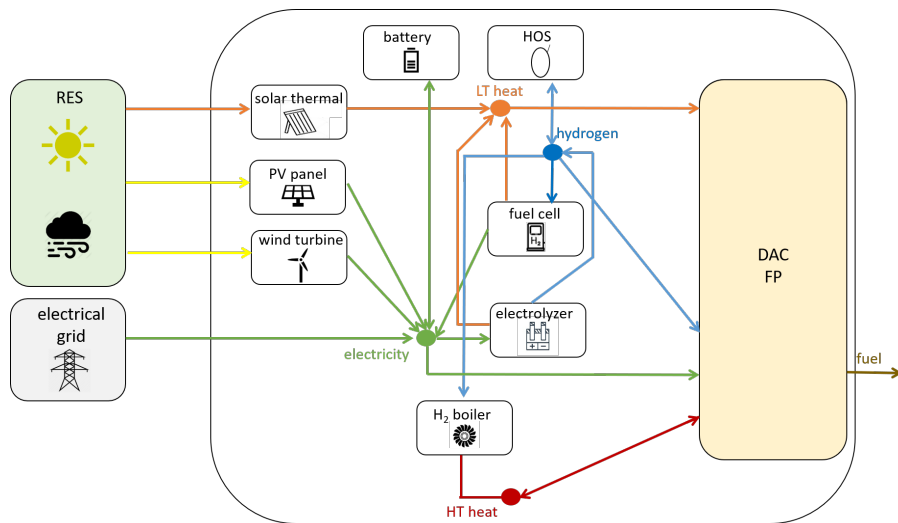 battery
HOS
RES
solar thermal
LT heat
hydrogen
PV panel
fuel cell
H₂
wind turbine
DAC
FP
electrical
grid
electrolyzer
electricity
fuel
H₂ boiler
HT heat